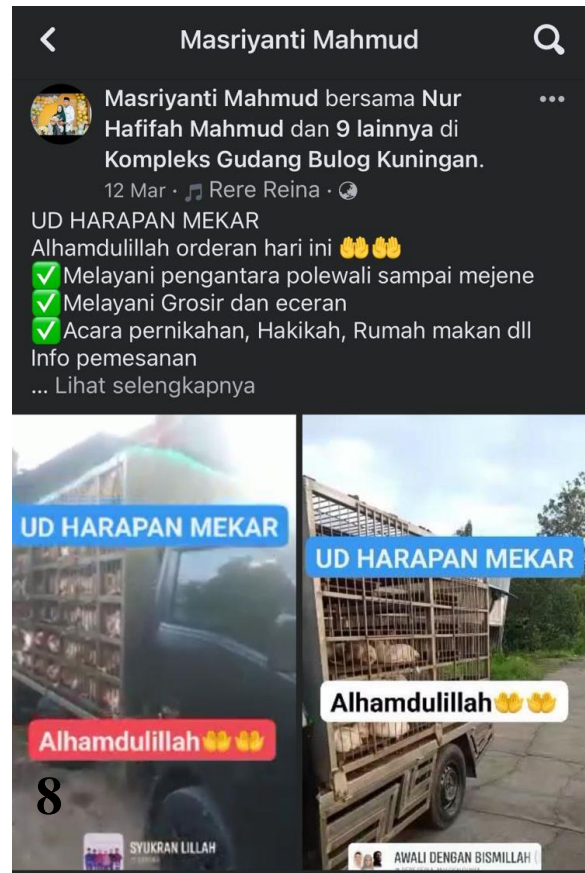 Masriyanti Mahmud
Masriyanti Mahmud bersama Nur
Hafifah Mahmud dan 9 lainnya di
Kompleks Gudang Bulog Kuningan.
12 Mar · Rere Reina ·
UD HARAPAN MEKAR
Alhamdulillah orderan hari ini 🤲🤲
✅Melayani pengantara polewali sampai mejene
✅Melayani Grosir dan eceran
✅Acara pernikahan, Hakikah, Rumah makan dll
Info pemesanan
... Lihat selengkapnya
UD HARAPAN MEKAR
Alhamdulillah🤲🤲
8
SYUKRAN LILLAH
UD HARAPAN MEKAR
Alhamdulillah🤲🤲
AWALI DENGAN BISMILLAH (